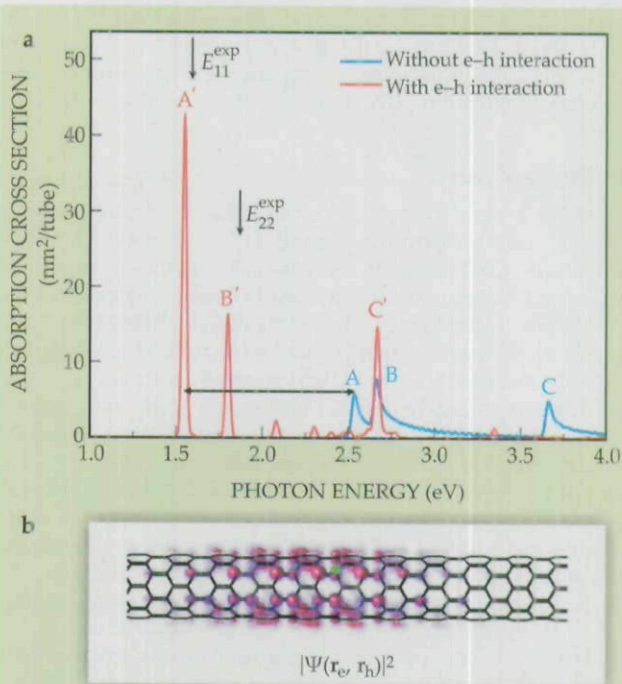 a
ABSORPTION CROSS SECTION
(nm²/tube)
50
40
30
20
10
0
E₁₁ᵉˣᵖ
A′
E₂₂ᵉˣᵖ
B′
C′
A
B
C
Without e–h interaction
With e–h interaction
1.0 1.5 2.0 2.5 3.0 3.5 4.0
PHOTON ENERGY (eV)
b
|Ψ(rₑ, rₕ)|²